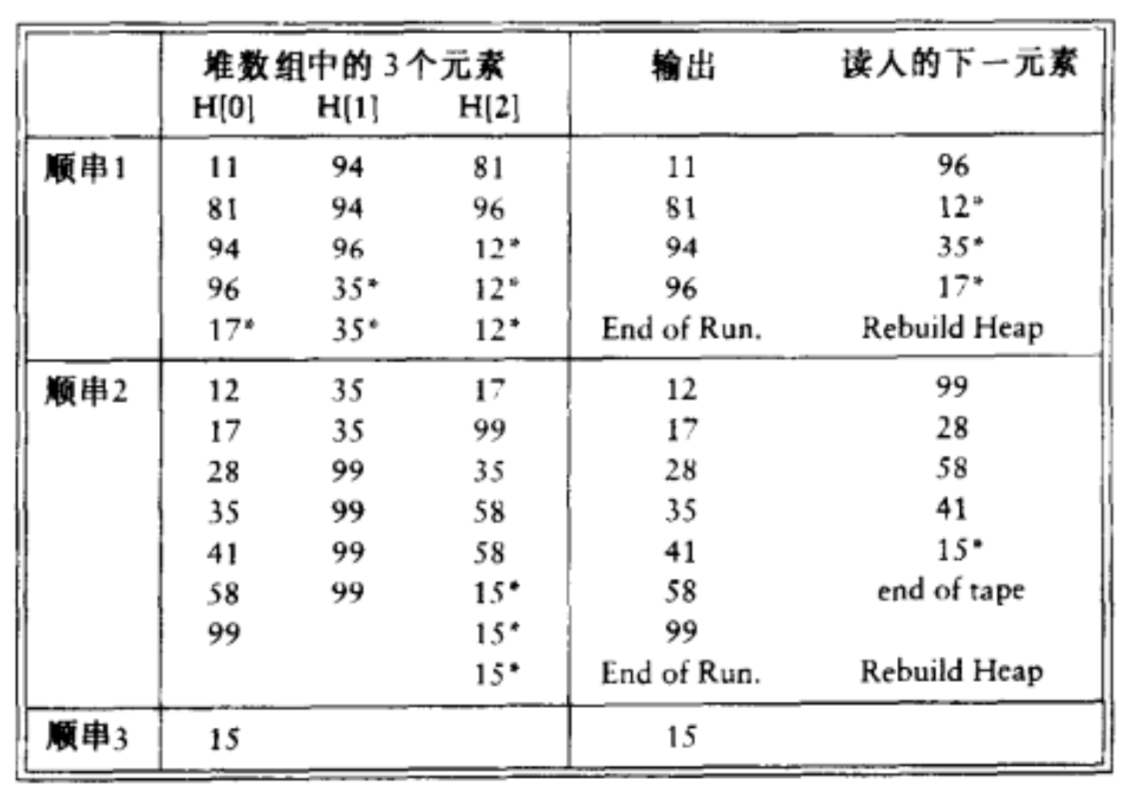 堆数组中的 3 个元素 输出 读入的下一元素
H[0] H[1] H[2]
顺串1 11 94 81 11 96
81 94 96 81 12*
94 96 12* 94 35*
96 35* 12* 96 17*
17* 35* 12* End of Run. Rebuild Heap
顺串2 12 35 17 12 99
17 35 99 17 28
28 99 35 28 58
35 99 58 35 41
41 99 58 41 15*
58 99 15* 58 end of tape
99 15* 99
15* End of Run. Rebuild Heap
顺串3 15 15